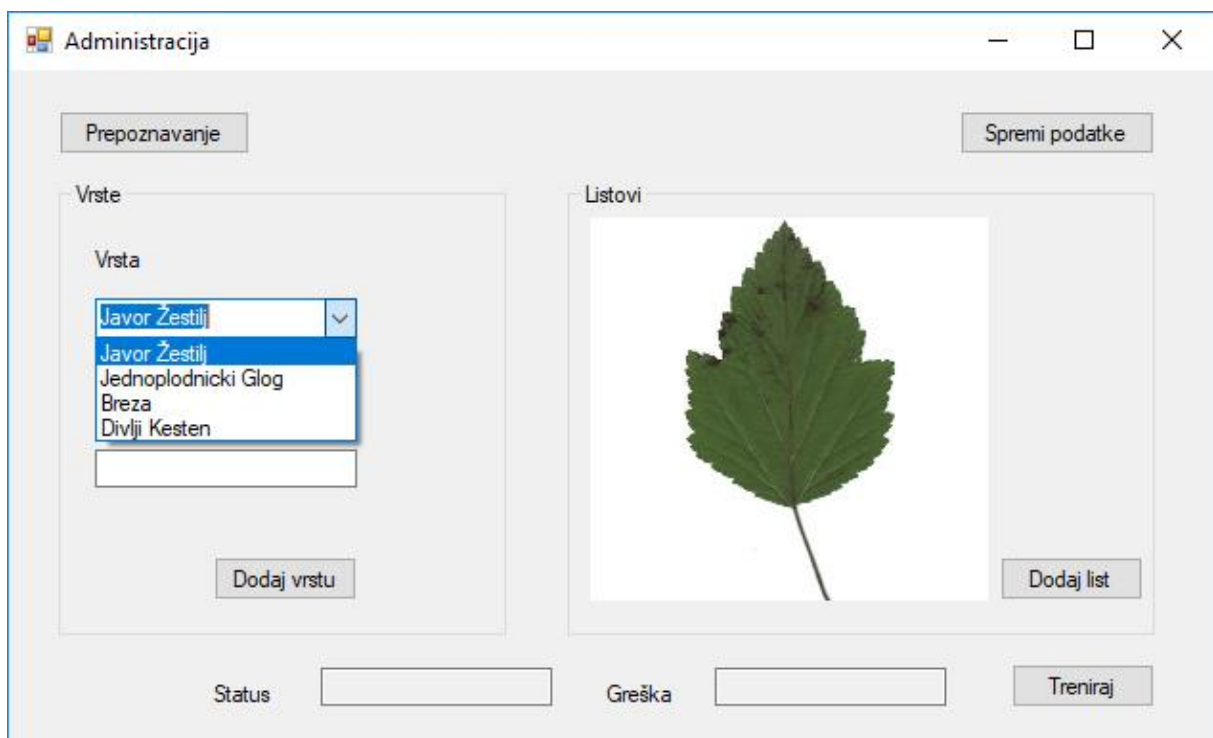 Administracija
Prepoznavanje
Spremi podatke
Vrste
Vrsta
Javor Žestilj
Javor Žestilj
Jednoplodnicki Glog
Breza
Divlji Kesten
Dodaj vrstu
Listovi
Dodaj list
Status
Greška
Treniraj